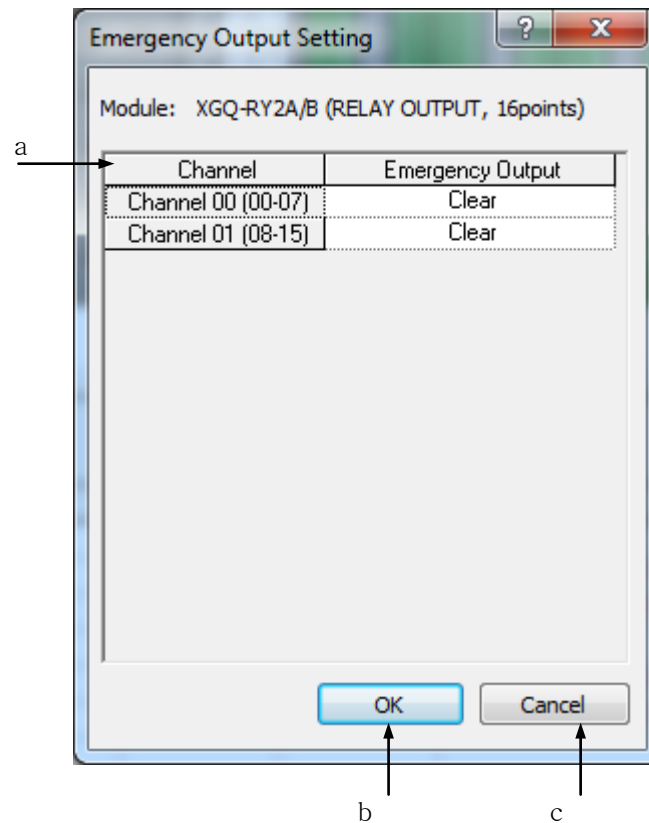 Emergency Output Setting
?
X
Module: XGQ-RY2A/B (RELAY OUTPUT, 16points)
a
Channel Emergency Output
Channel 00 (00-07) Clear
Channel 01 (08-15) Clear
OK Cancel
b c